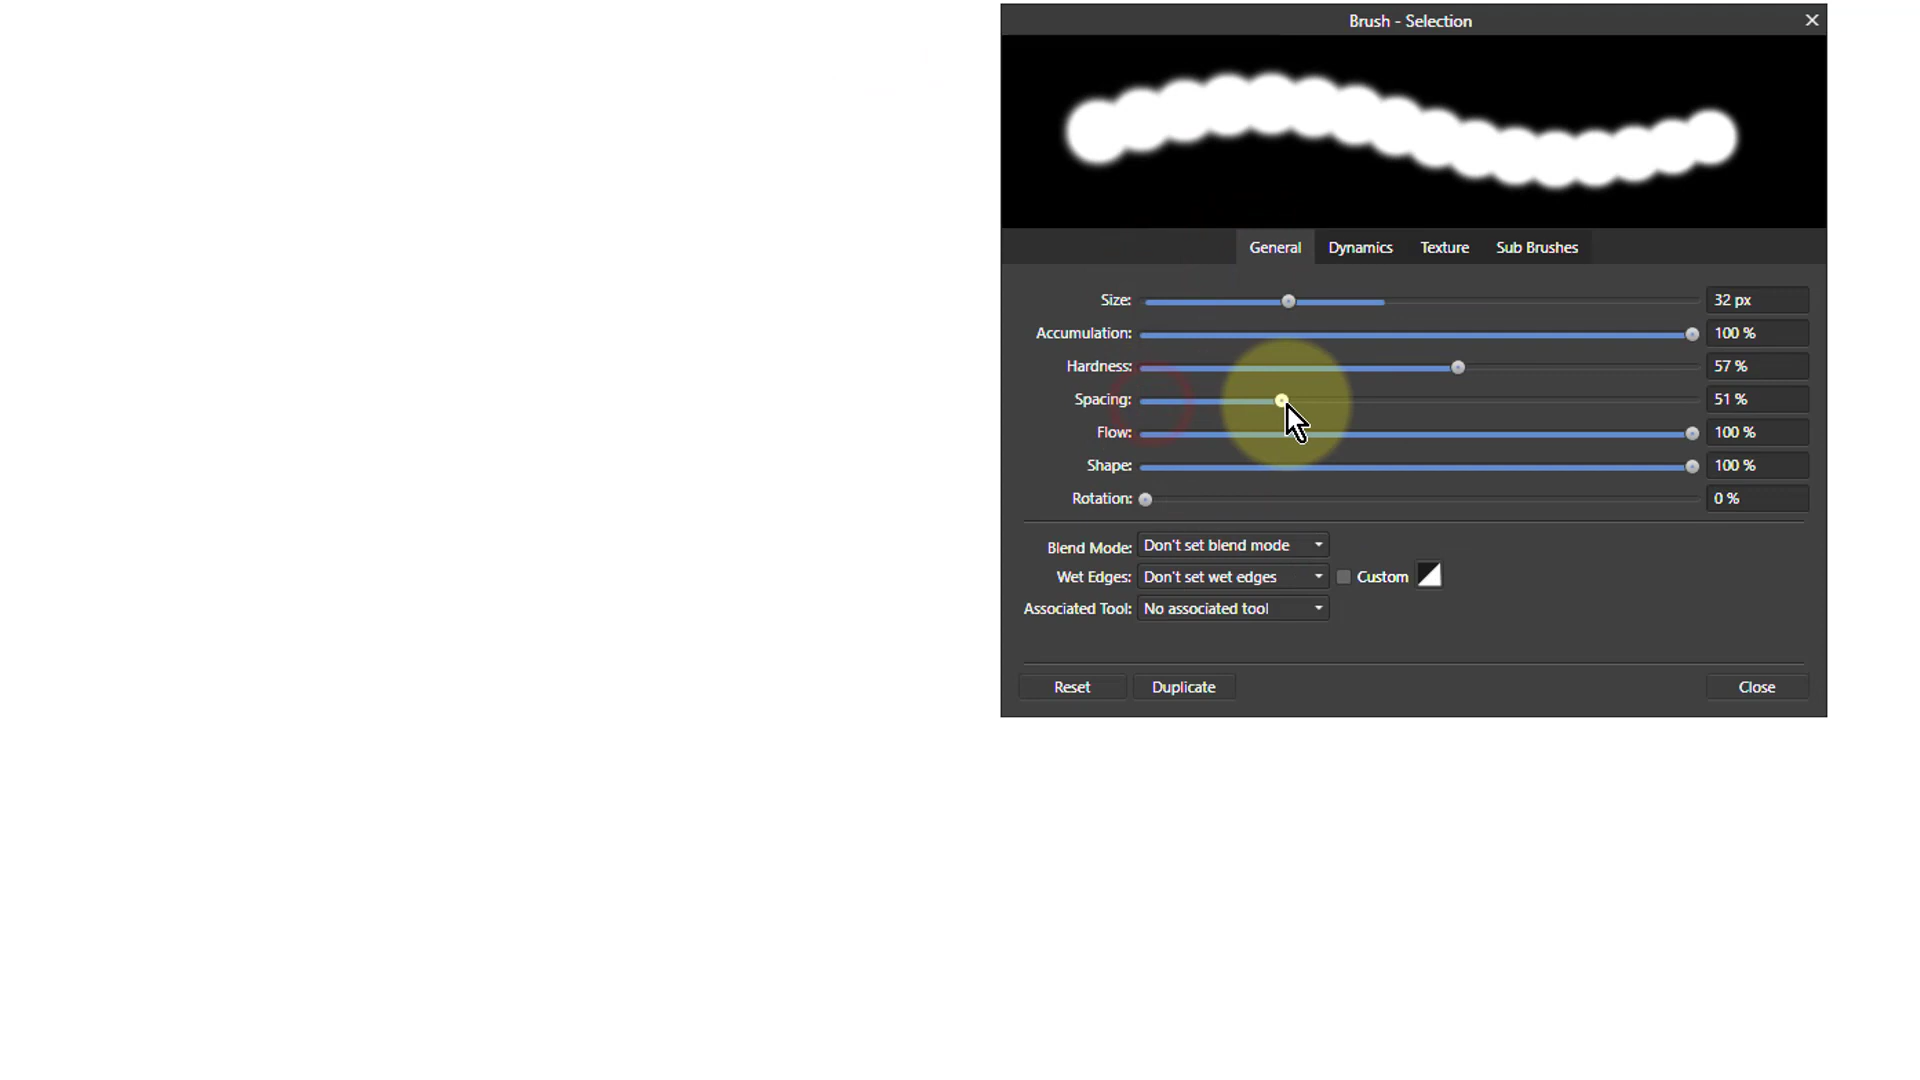 Brush - Selection
General Dynamics Texture Sub Brushes
Size: 32 px
Accumulation: 100 %
Hardness: 57 %
Spacing: 51 %
Flow: 100 %
Shape: 100 %
Rotation: 0 %
Blend Mode: Don't set blend mode
Wet Edges: Don't set wet edges Custom
Associated Tool: No associated tool
Reset Duplicate Close